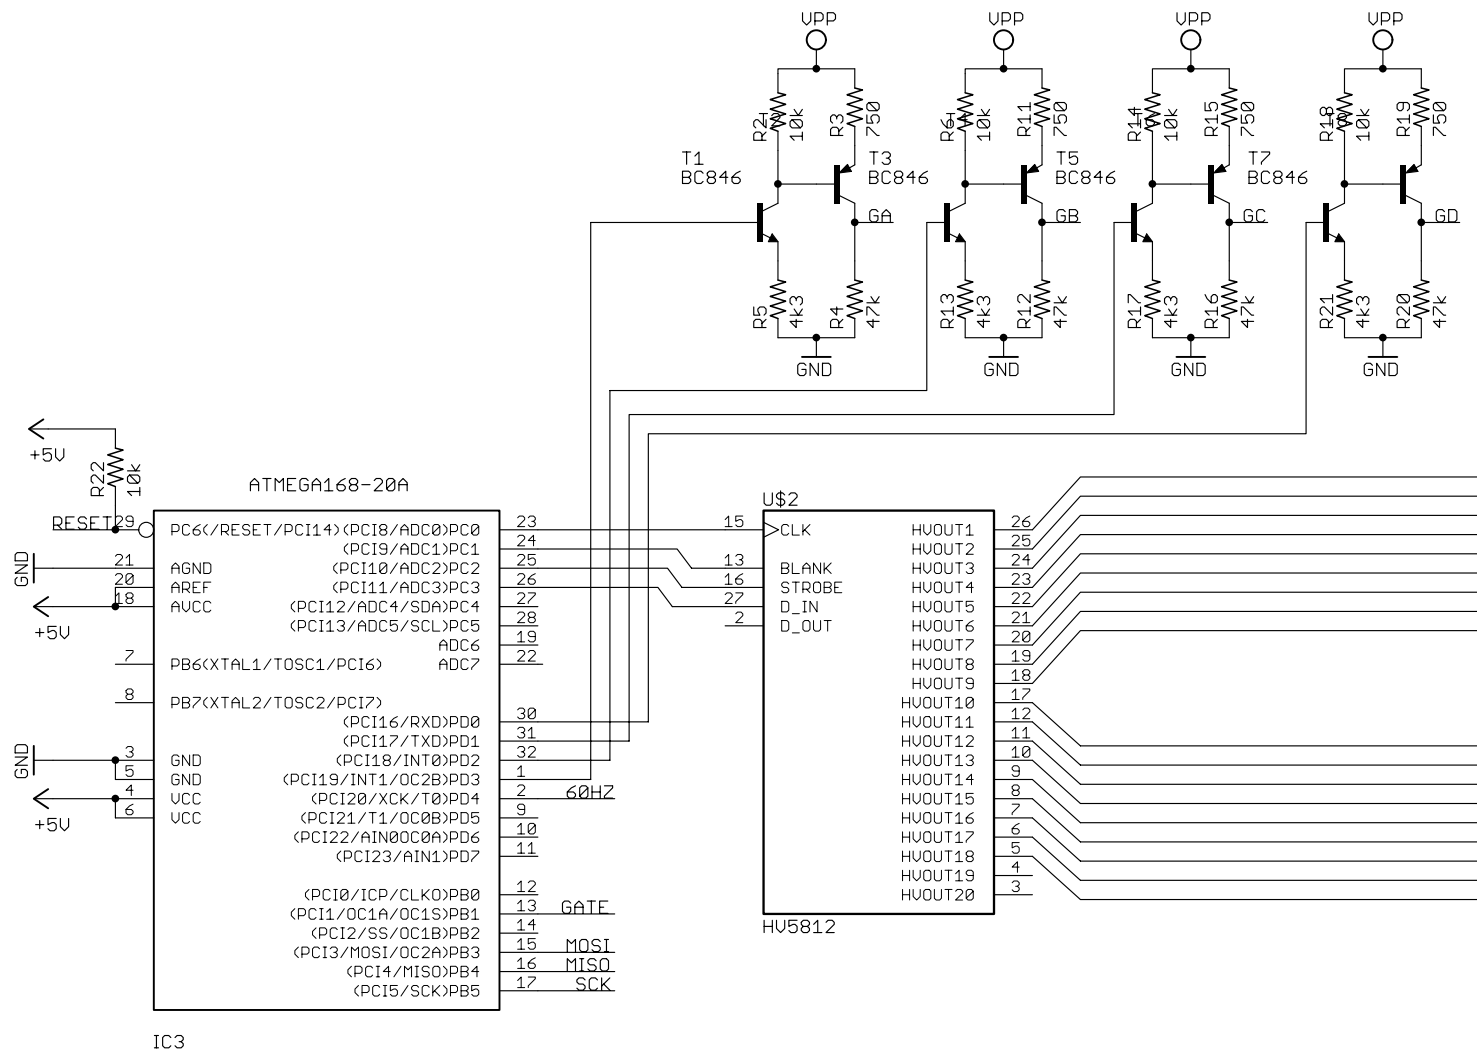 VPP VPP VPP VPP
R2 10k R3 750 R6 10k R11 750 R14 10k R15 750 R18 10k R19 750
T1 T3 T5 T7
BC846 BC846 BC846 BC846
GA GB GC GD
R5 4k3 R4 47k R13 4k3 R12 47k R17 4k3 R16 47k R21 4k3 R20 47k
GND GND GND GND
+5V
R22 10k
ATMEGA168-20A
RESET 29 PC6(/RESET/PCI14) (PCI8/ADC0)PC0 23
(PCI9/ADC1)PC1 24
GND 21 AGND (PCI10/ADC2)PC2 25
20 AREF (PCI11/ADC3)PC3 26
18 AVCC (PCI12/ADC4/SDA)PC4 27
+5V (PCI13/ADC5/SCL)PC5 28
ADC6 19
7 PB6(XTAL1/TOSC1/PCI6) ADC7 22
8 PB7(XTAL2/TOSC2/PCI7)
(PCI16/RXD)PD0 30
(PCI17/TXD)PD1 31
GND 3 GND (PCI18/INT0)PD2 32
5 GND (PCI19/INT1/OC2B)PD3 1
4 VCC (PCI20/XCK/T0)PD4 2 60HZ
+5V 6 VCC (PCI21/T1/OC0B)PD5 9
(PCI22/AIN0OC0A)PD6 10
(PCI23/AIN1)PD7 11
(PCI0/ICP/CLKO)PB0 12
(PCI1/OC1A/OC1S)PB1 13 GATE
(PCI2/SS/OC1B)PB2 14
(PCI3/MOSI/OC2A)PB3 15 MOSI
(PCI4/MISO)PB4 16 MISO
(PCI5/SCK)PB5 17 SCK
IC3
U$2
15 CLK HVOUT1 26
HVOUT2 25
13 BLANK HVOUT3 24
16 STROBE HVOUT4 23
27 D_IN HVOUT5 22
2 D_OUT HVOUT6 21
HVOUT7 20
HVOUT8 19
HVOUT9 18
HVOUT10 17
HVOUT11 12
HVOUT12 11
HVOUT13 10
HVOUT14 9
HVOUT15 8
HVOUT16 7
HVOUT17 6
HVOUT18 5
HVOUT19 4
HVOUT20 3
HV5812